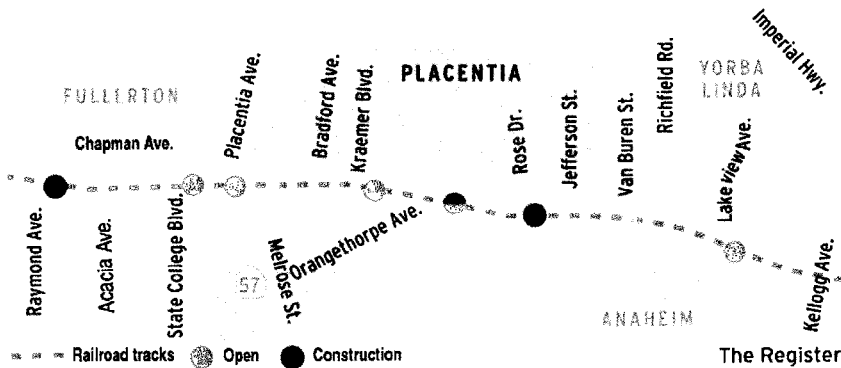 Imperial Hwy.
PLACENTIA
YORBA
LINDA
FULLERTON
Placentia Ave.
Bradford Ave.
Kraemer Blvd.
Rose Dr.
Jefferson St.
Van Buren St.
Richfield Rd.
Chapman Ave.
Lake view Ave.
Raymond Ave.
Acacia Ave.
State College Blvd.
57
Melrose St.
Orangethorpe Ave.
ANAHEIM
Kellogg Ave.
Railroad tracks
Open
Construction
The Register